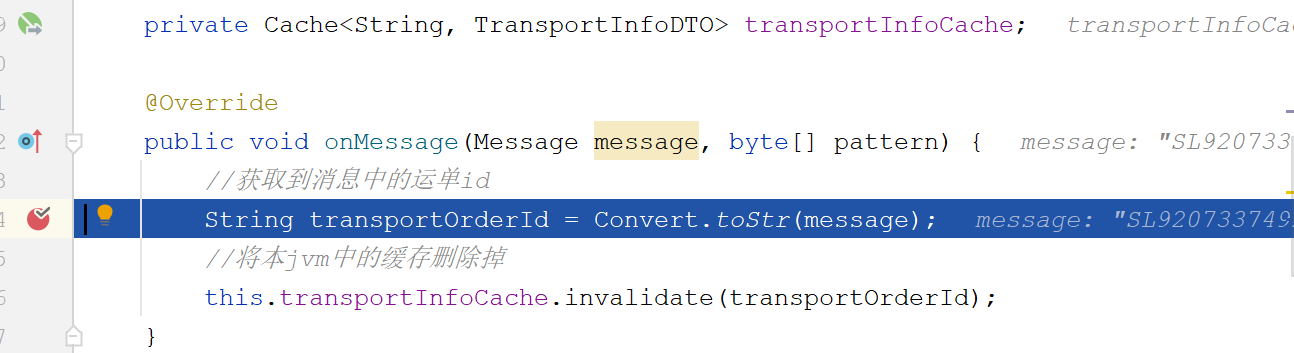 9 private Cache<String, TransportInfoDTO> transportInfoCache; transportInfoCa
0
1 @Override
2 public void onMessage(Message message, byte[] pattern) { message: "SL920733
3 //获取到消息中的运单id
4 String transportOrderId = Convert.toStr(message); message: "SL920733749
5 //将本jvm中的缓存删除掉
6 this.transportInfoCache.invalidate(transportOrderId);
7 }